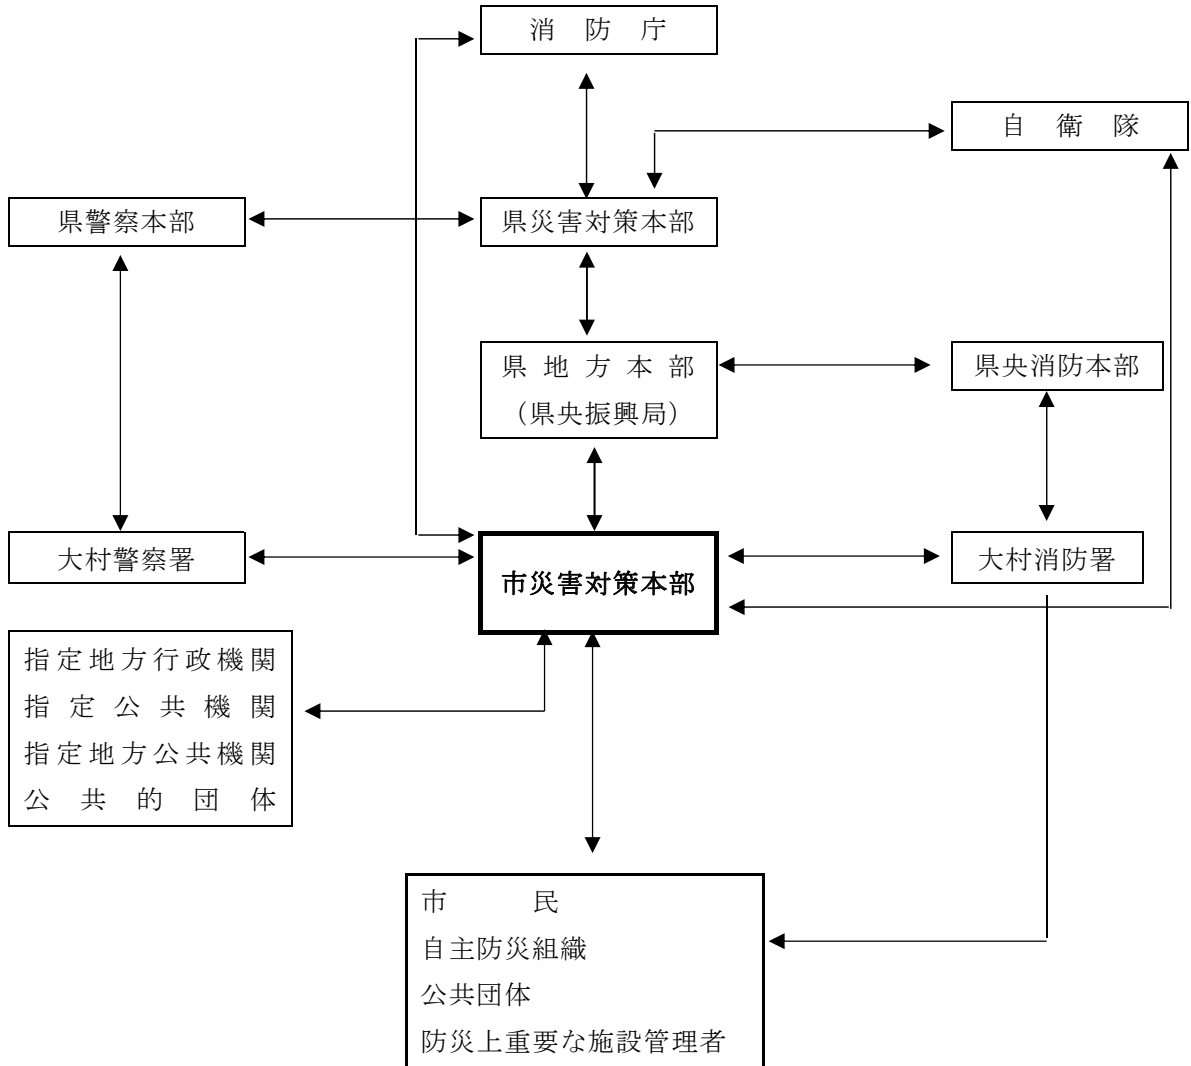 消防庁
自衛隊
県警察本部
県災害対策本部
県地方本部
（県央振興局）
県央消防本部
大村警察署
市災害対策本部
大村消防署
指定地方行政機関
指定公共機関
指定地方公共機関
公共的団体
市民
自主防災組織
公共団体
防災上重要な施設管理者